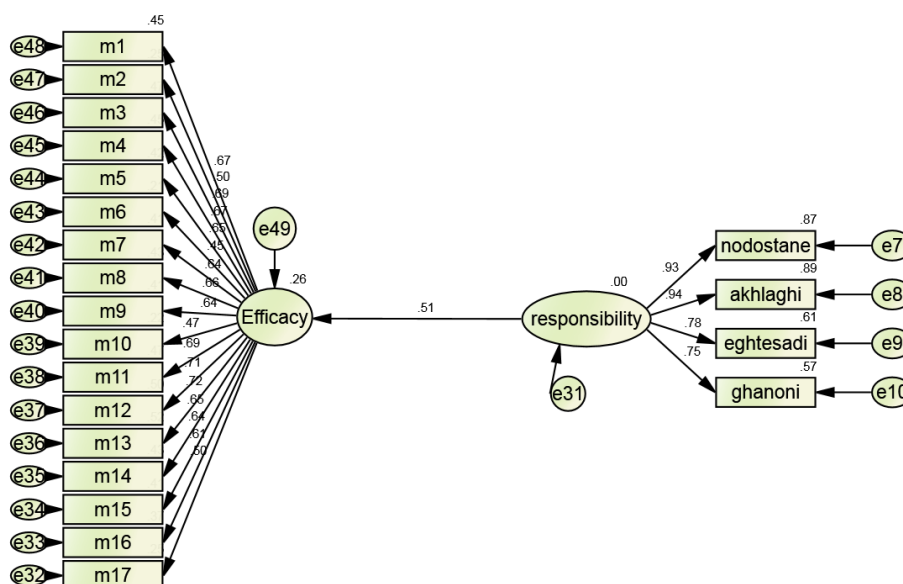 .45
e48 m1
e47 m2
e46 m3
e45 m4
e44 m5
e43 m6
e42 m7
e41 m8
e40 m9
e39 m10
e38 m11
e37 m12
e36 m13
e35 m14
e34 m15
e33 m16
e32 m17
.67
.50
.69
.67
.65
.45
.64
.66
.64
.47
.69
.71
.72
.65
.64
.61
.50
e49
.26
Efficacy
.51
.00
responsibility
e31
.93
.94
.78
.75
.87
nodostane e7
.89
akhlaghi e8
.61
eghtesadi e9
.57
ghanoni e10